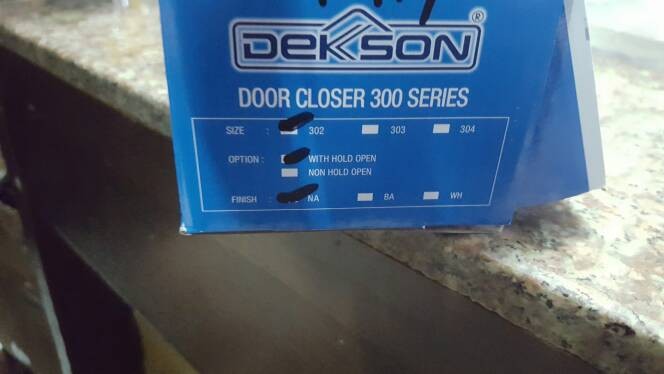 DEKSON®
DOOR CLOSER 300 SERIES
SIZE : 302 303 304
OPTION : WITH HOLD OPEN
NON HOLD OPEN
FINISH : NA BA WH